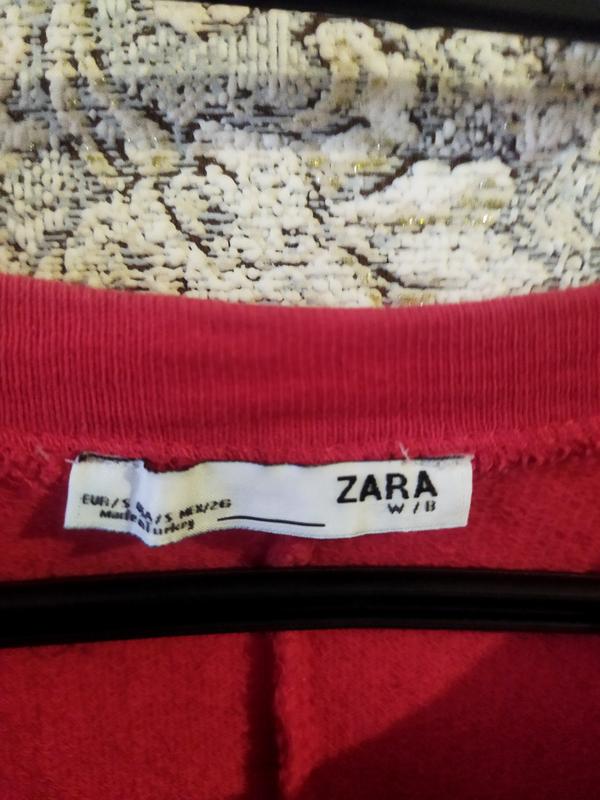 ZARA
W / B
EUR/S USA/S MEX/26
Made in Turkey